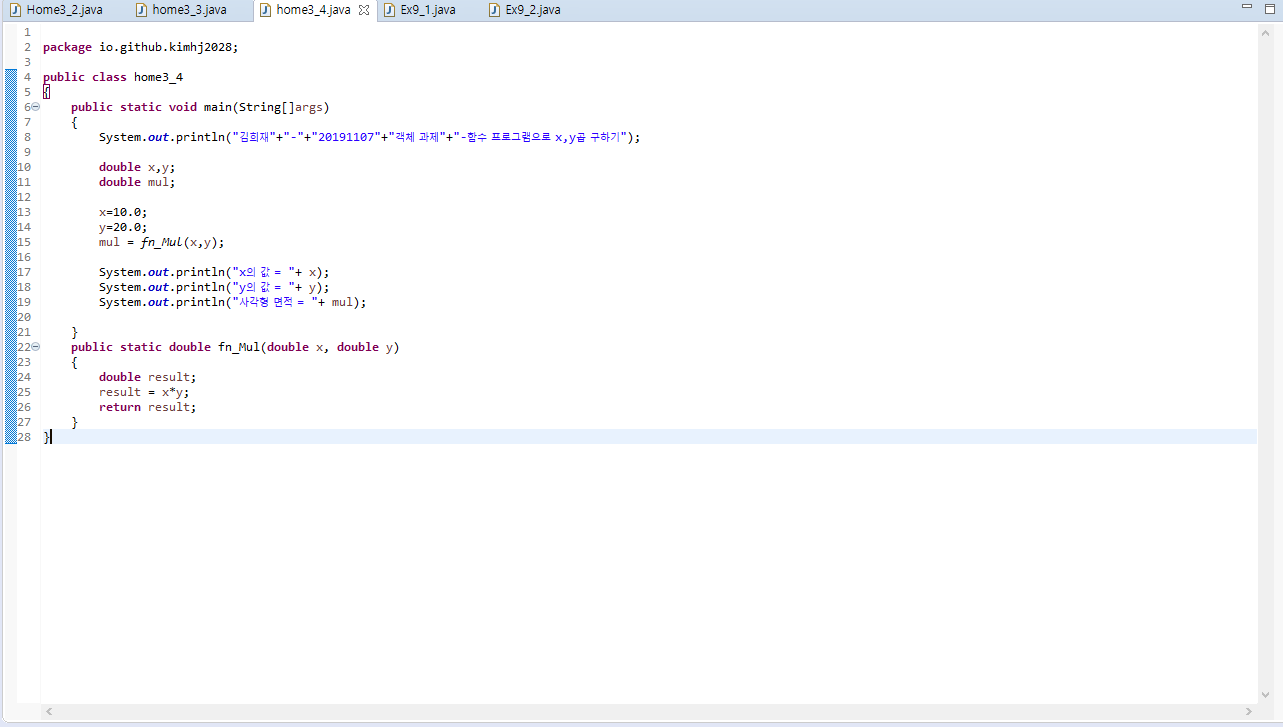 Home3_2.java home3_3.java home3_4.java Ex9_1.java Ex9_2.java
1
2 package io.github.kimhj2028;
3
4 public class home3_4
5 {
6 public static void main(String[]args)
7 {
8 System.out.println("김희재"+"-"+"20191107"+"객체 과제"+"-함수 프로그램으로 x,y곱 구하기");
9
10 double x,y;
11 double mul;
12
13 x=10.0;
14 y=20.0;
15 mul = fn_Mul(x,y);
16
17 System.out.println("x의 값 = "+ x);
18 System.out.println("y의 값 = "+ y);
19 System.out.println("사각형 면적 = "+ mul);
20
21 }
22 public static double fn_Mul(double x, double y)
23 {
24 double result;
25 result = x*y;
26 return result;
27 }
28 }